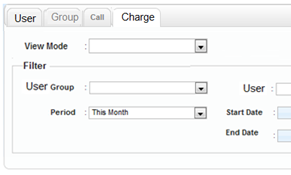 User Group Call Charge
View Mode :
Filter
User Group : User :
Period : This Month Start Date :
End Date :